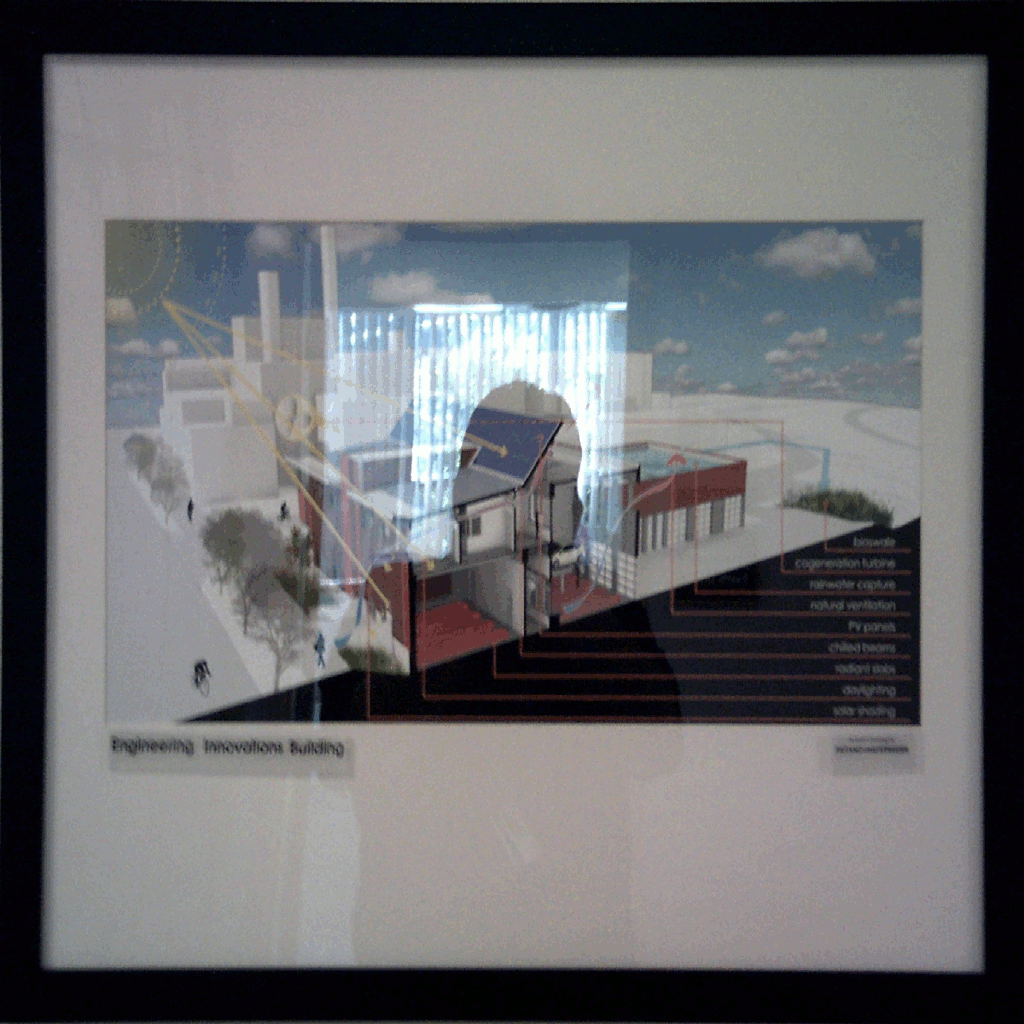 bioswale
cogeneration turbine
rainwater capture
natural ventilation
PV panels
chilled beams
radiant slabs
daylighting
solar shading
Engineering Innovations Building